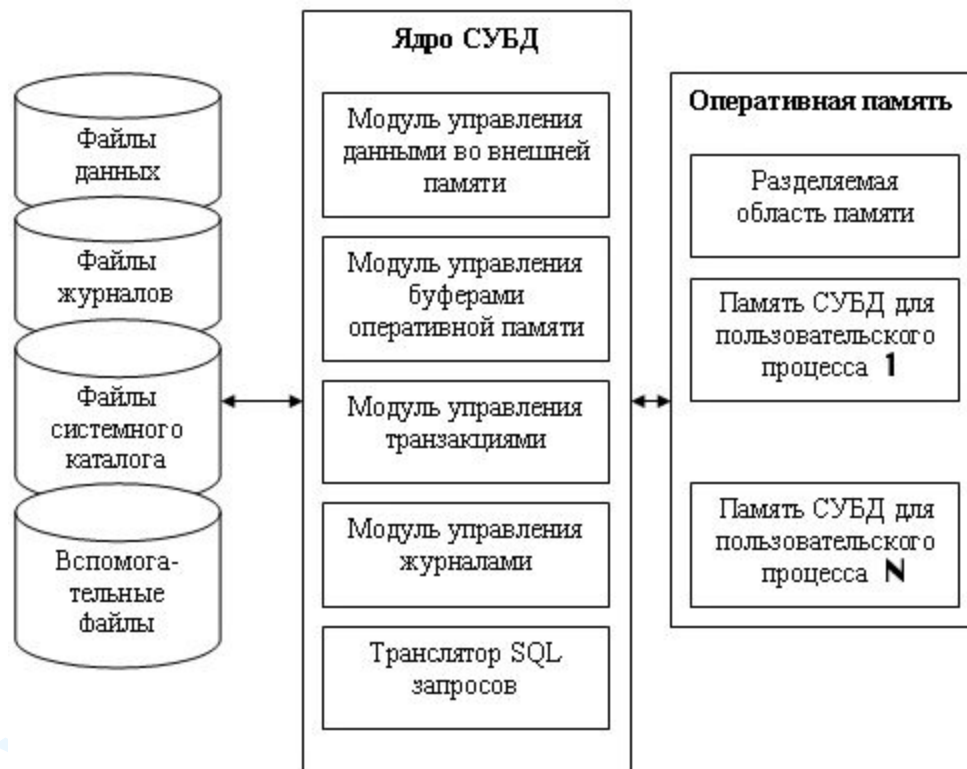 Файлы
данных
Файлы
журналов
Файлы
системного
каталога
Вспомога-
тельные
файлы
Ядро СУБД
Модуль управления
данными во внешней
памяти
Модуль управления
буферами
оперативной памяти
Модуль управления
транзакциями
Модуль управления
журналами
Транслятор SQL
запросов
Оперативная память
Разделяемая
область памяти
Память СУБД для
пользовательского
процесса 1
Память СУБД для
пользовательского
процесса N